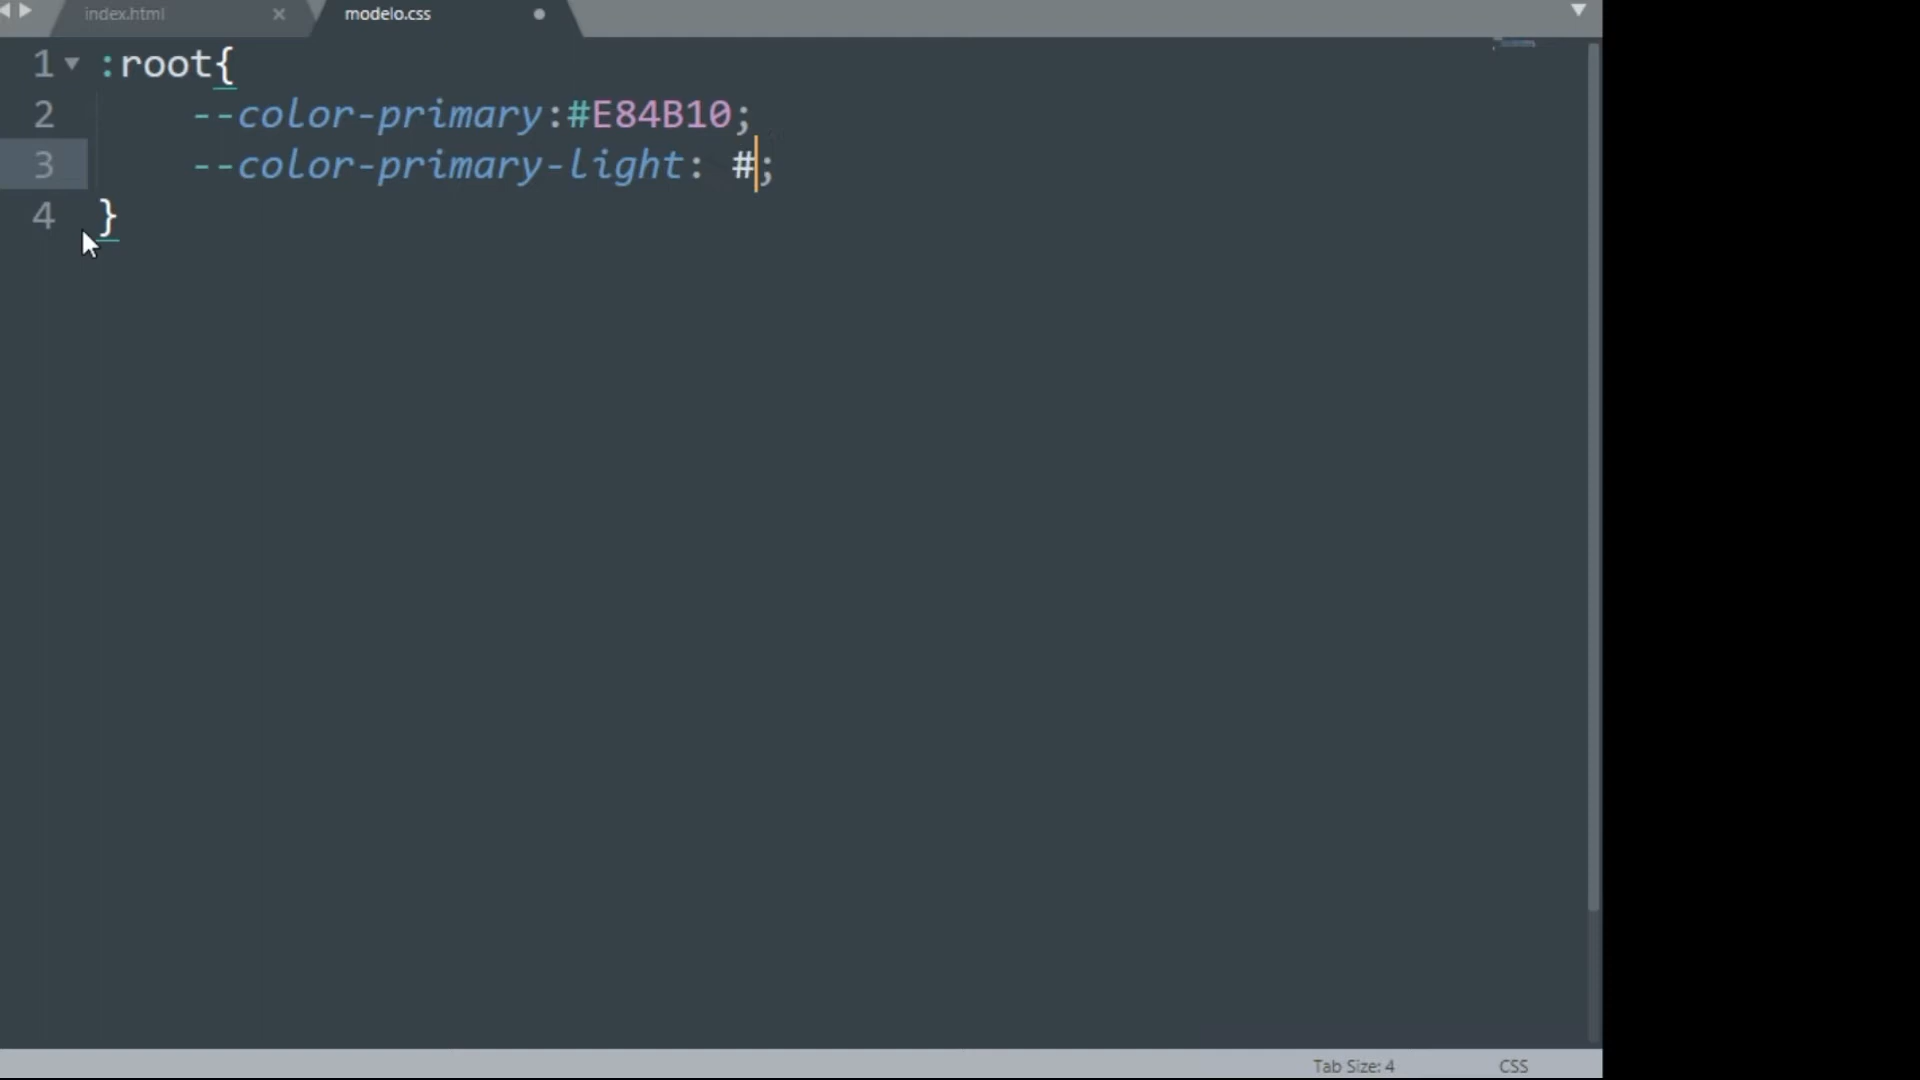 index.html × modelo.css
1 :root{
2 --color-primary:#E84B10;
3 --color-primary-light: #;
4 }
Tab Size: 4 CSS